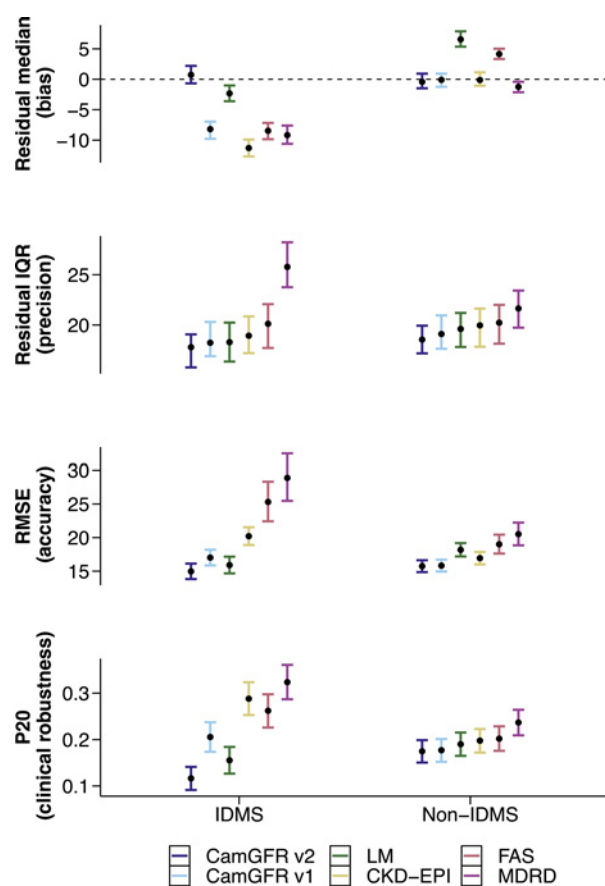 Residual median
(bias)
5
0
−5
−10
Residual IQR
(precision)
25
20
RMSE
(accuracy)
30
25
20
15
P20
(clinical robustness)
0.3
0.2
0.1
IDMS
Non−IDMS
CamGFR v2
LM
FAS
CamGFR v1
CKD−EPI
MDRD